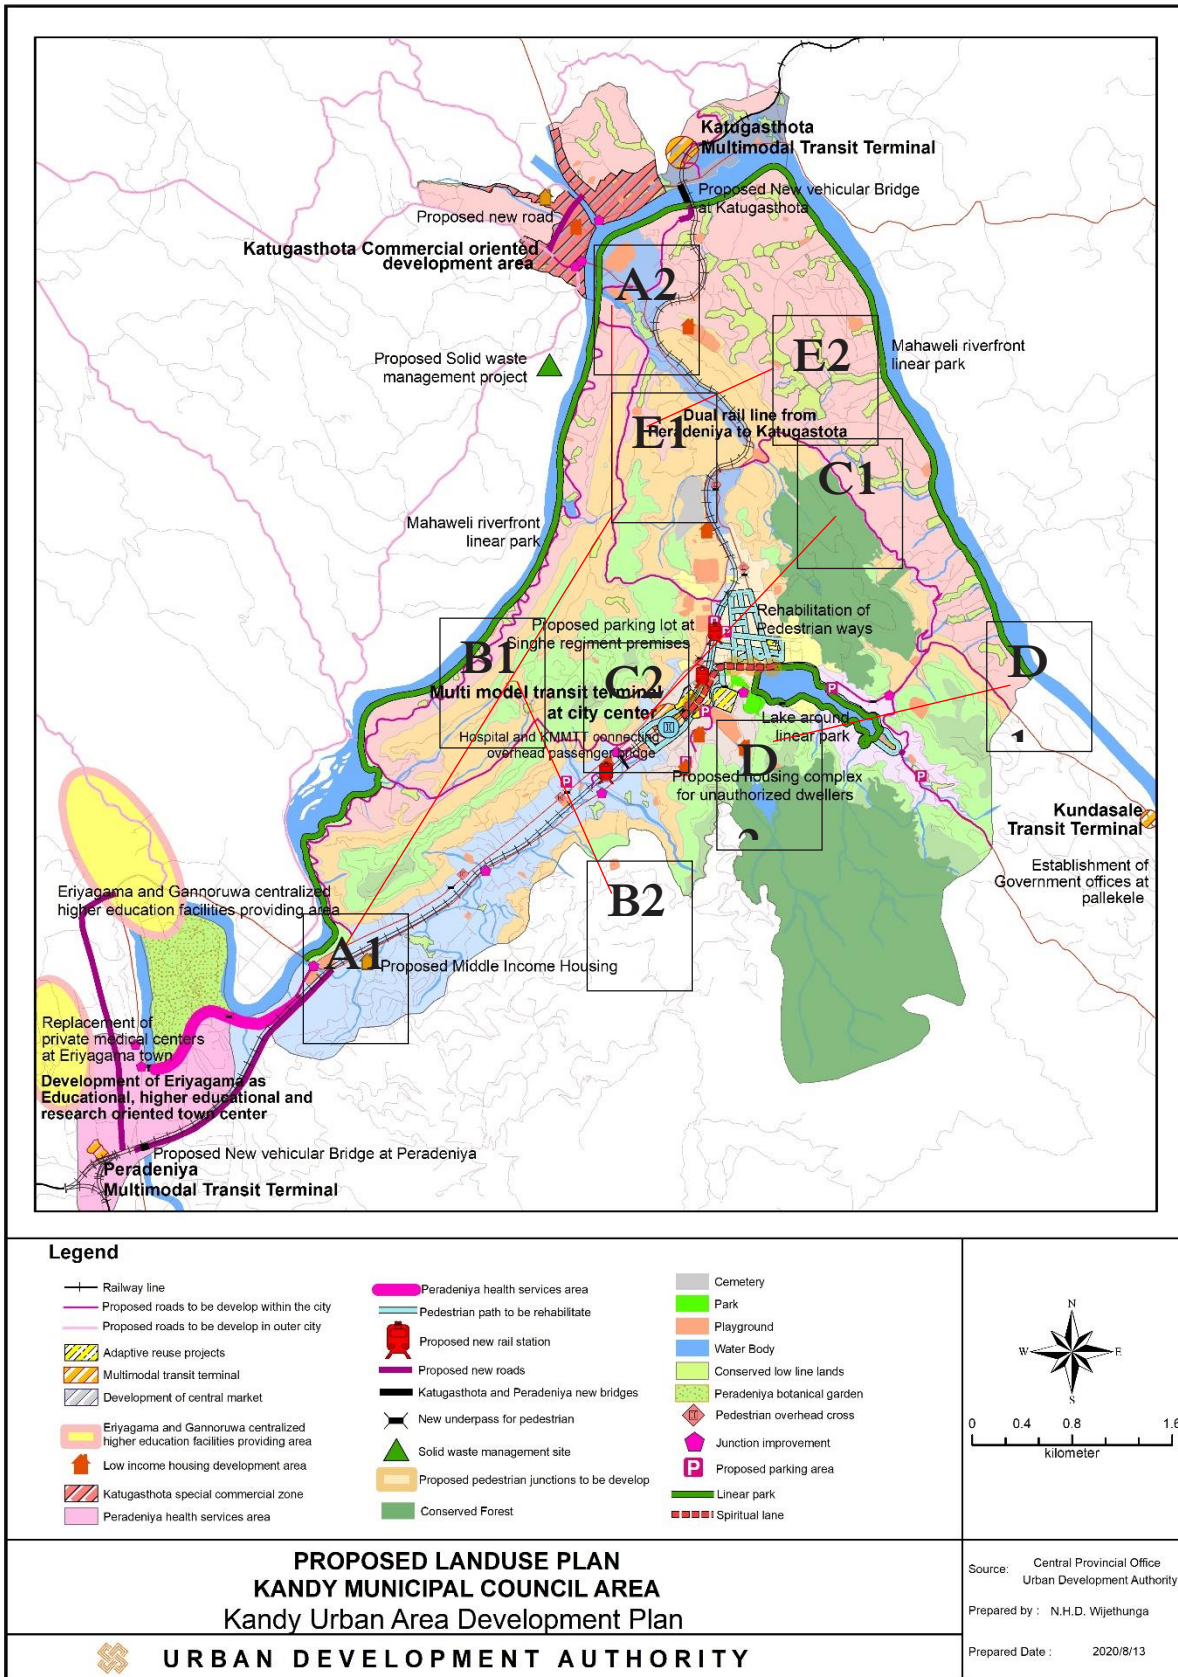 Katugasthota
Multimodal Transit Terminal
Proposed New vehicular Bridge
at Katugasthota
Proposed new road
Katugasthota Commercial oriented
development area
A2
E2
Mahaweli riverfront
linear park
Proposed Solid waste
management project
E1
Dual rail line from
Peradeniya to Katugastota
C1
Mahaweli riverfront
linear park
Rehabilitation of
Pedestrian ways
Proposed parking lot at
Singhe regiment premises
B1
C2
D
1
Multi model transit terminal
at city center
Lake around
linear park
Hospital and KMMTT connecting
overhead passenger bridge
D
2
Proposed housing complex
for unauthorized dwellers
Kundasale
Transit Terminal
Establishment of
Government offices at
pallekele
Eriyagama and Gannoruwa centralized
higher education facilities providing area
B2
A1
Proposed Middle Income Housing
Replacement of
private medical centers
at Eriyagama town
Development of Eriyagama as
Educational, higher educational and
research oriented town center
Proposed New vehicular Bridge at Peradeniya
Peradeniya
Multimodal Transit Terminal
P
P
P
P
P
P
P
Legend
Railway line
Proposed roads to be develop within the city
Proposed roads to be develop in outer city
Adaptive reuse projects
Multimodal transit terminal
Development of central market
Eriyagama and Gannoruwa centralized
higher education facilities providing area
Low income housing development area
Katugasthota special commercial zone
Peradeniya health services area
Peradeniya health services area
Pedestrian path to be rehabilitate
Proposed new rail station
Proposed new roads
Katugasthota and Peradeniya new bridges
New underpass for pedestrian
Solid waste management site
Proposed pedestrian junctions to be develop
Conserved Forest
Cemetery
Park
Playground
Water Body
Conserved low line lands
Peradeniya botanical garden
Pedestrian overhead cross
Junction improvement
P Proposed parking area
Linear park
Spiritual lane
N
W E
S
0 0.4 0.8 1.6
kilometer
PROPOSED LANDUSE PLAN
KANDY MUNICIPAL COUNCIL AREA
Kandy Urban Area Development Plan
URBAN DEVELOPMENT AUTHORITY
Source: Central Provincial Office
Urban Development Authority
Prepared by : N.H.D. Wijethunga
Prepared Date : 2020/8/13